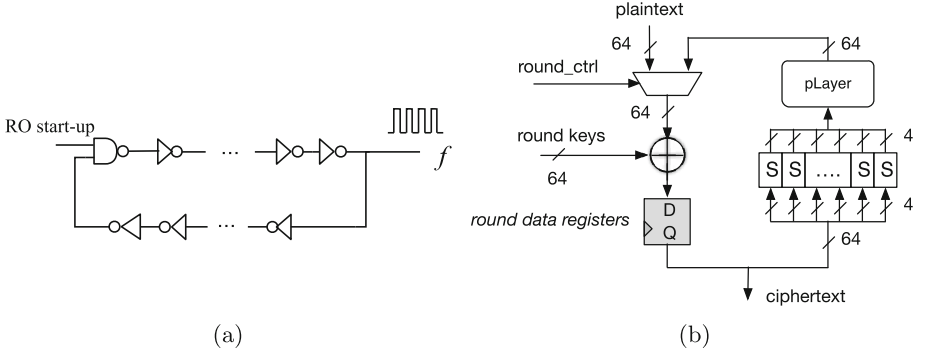 RO start-up
...
...
f
(a)
plaintext
64
64
round_ctrl
pLayer
64
round keys
64
4
S S .... S S
round data registers
D
Q
4
64
ciphertext
(b)